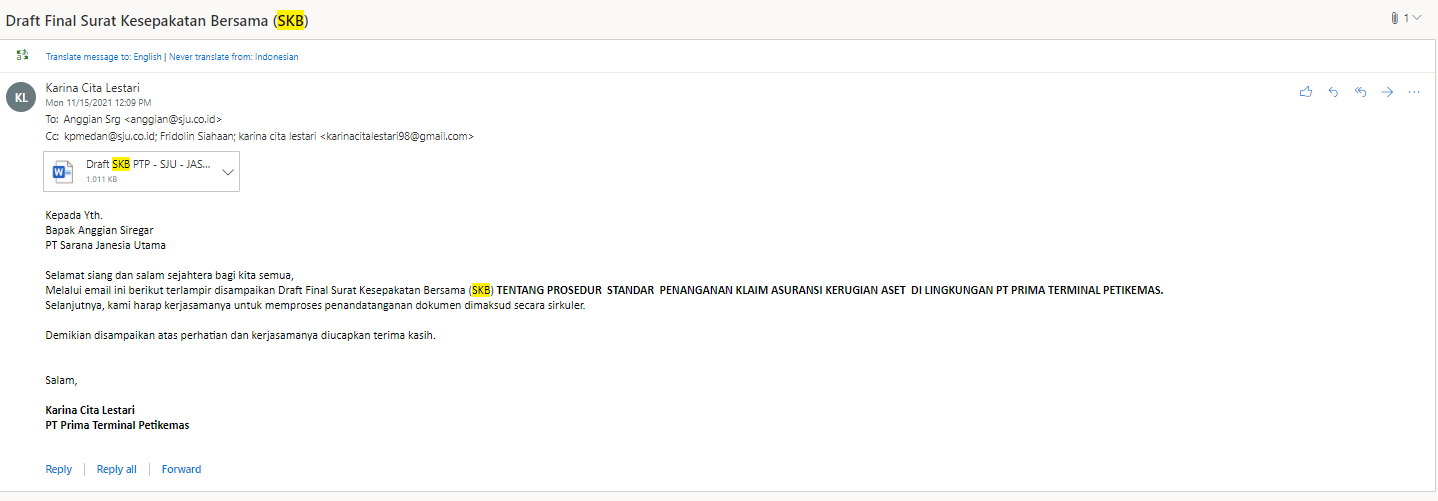 Draft Final Surat Kesepakatan Bersama (SKB)
1
Translate message to: English | Never translate from: Indonesian
KL
Karina Cita Lestari
Mon 11/15/2021 12:09 PM
To: Anggian Srg <anggian@sju.co.id>
Cc: kpmedan@sju.co.id; Fridolin Siahaan; karina cita lestari <karinacitalestari98@gmail.com>
Draft SKB PTP - SJU - JAS...
1,011 KB
Kepada Yth.
Bapak Anggian Siregar
PT Sarana Janesia Utama
Selamat siang dan salam sejahtera bagi kita semua,
Melalui email ini berikut terlampir disampaikan Draft Final Surat Kesepakatan Bersama (SKB) TENTANG PROSEDUR STANDAR PENANGANAN KLAIM ASURANSI KERUGIAN ASET DI LINGKUNGAN PT PRIMA TERMINAL PETIKEMAS.
Selanjutnya, kami harap kerjasamanya untuk memproses penandatanganan dokumen dimaksud secara sirkuler.
Demikian disampaikan atas perhatian dan kerjasamanya diucapkan terima kasih.
Salam,
Karina Cita Lestari
PT Prima Terminal Petikemas
Reply | Reply all | Forward